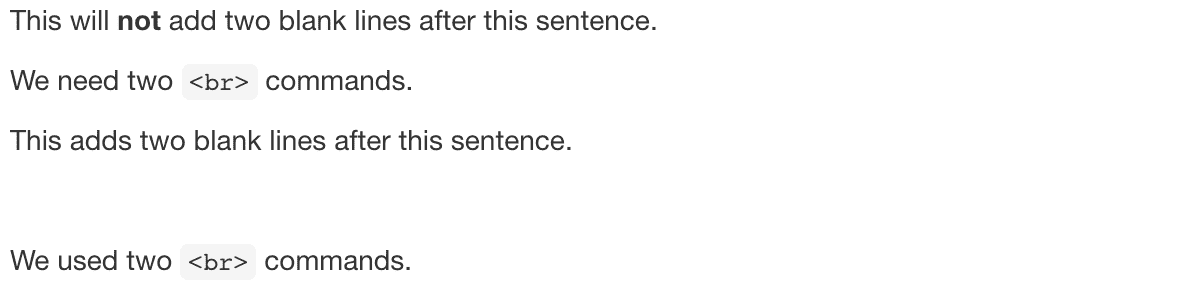 This will not add two blank lines after this sentence.
We need two <br> commands.
This adds two blank lines after this sentence.
We used two <br> commands.